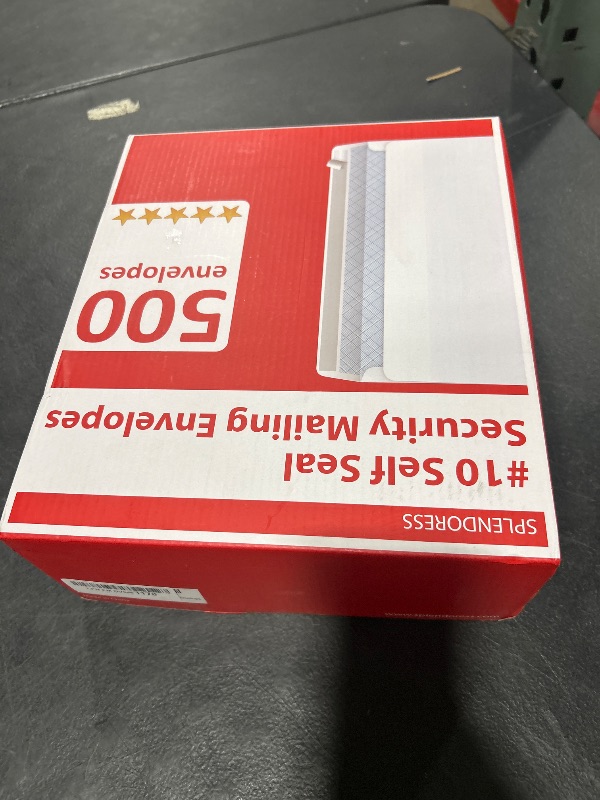 SPLENDORESS
#10 Self Seal
Security Mailing Envelopes
500
envelopes